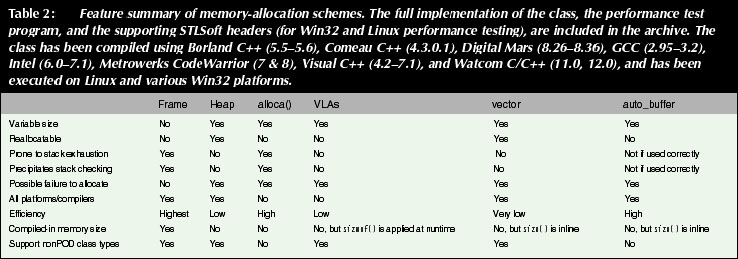 Table 2: Feature summary of memory-allocation schemes. The full implementation of the class, the performance test
program, and the supporting STLSoft headers (for Win32 and Linux performance testing), are included in the archive. The
class has been compiled using Borland C++ (5.5–5.6), Comeau C++ (4.3.0.1), Digital Mars (8.26–8.36), GCC (2.95–3.2),
Intel (6.0–7.1), Metrowerks CodeWarrior (7 & 8), Visual C++ (4.2–7.1), and Watcom C/C++ (11.0, 12.0), and has been
executed on Linux and various Win32 platforms.
Frame Heap alloca() VLAs vector auto_buffer
Variable size No Yes Yes Yes Yes Yes
Reallocatable No Yes No No Yes No
Prone to stack exhaustion Yes No Yes No No Not if used correctly
Precipitates stack checking Yes No Yes No No Not if used correctly
Possible failure to allocate No Yes Yes Yes Yes Yes
All platforms/compilers Yes Yes No No Yes Yes
Efficiency Highest Low High Low Very low High
Compiled-in memory size Yes No No No, but sizeof() is applied at runtime No, but size() is inline No, but size() is inline
Support nonPOD class types Yes Yes No Yes Yes No